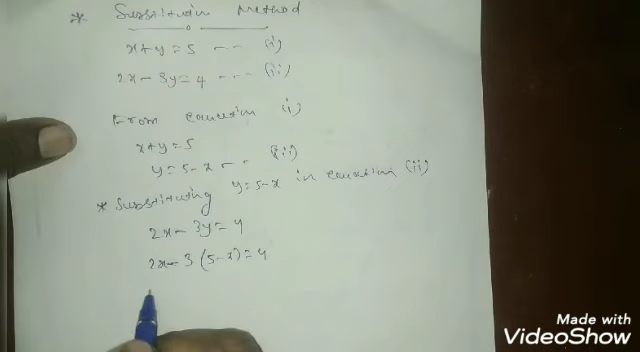 * Substitution Method
x+y=5 --- (i)
2x-3y=4 --- (ii)
From equation (i)
x+y=5
y=5-x -- (iii)
* Substituting y=5-x in equation (ii)
2x-3y=4
2x-3(5-x)=4
Made with
VideoShow